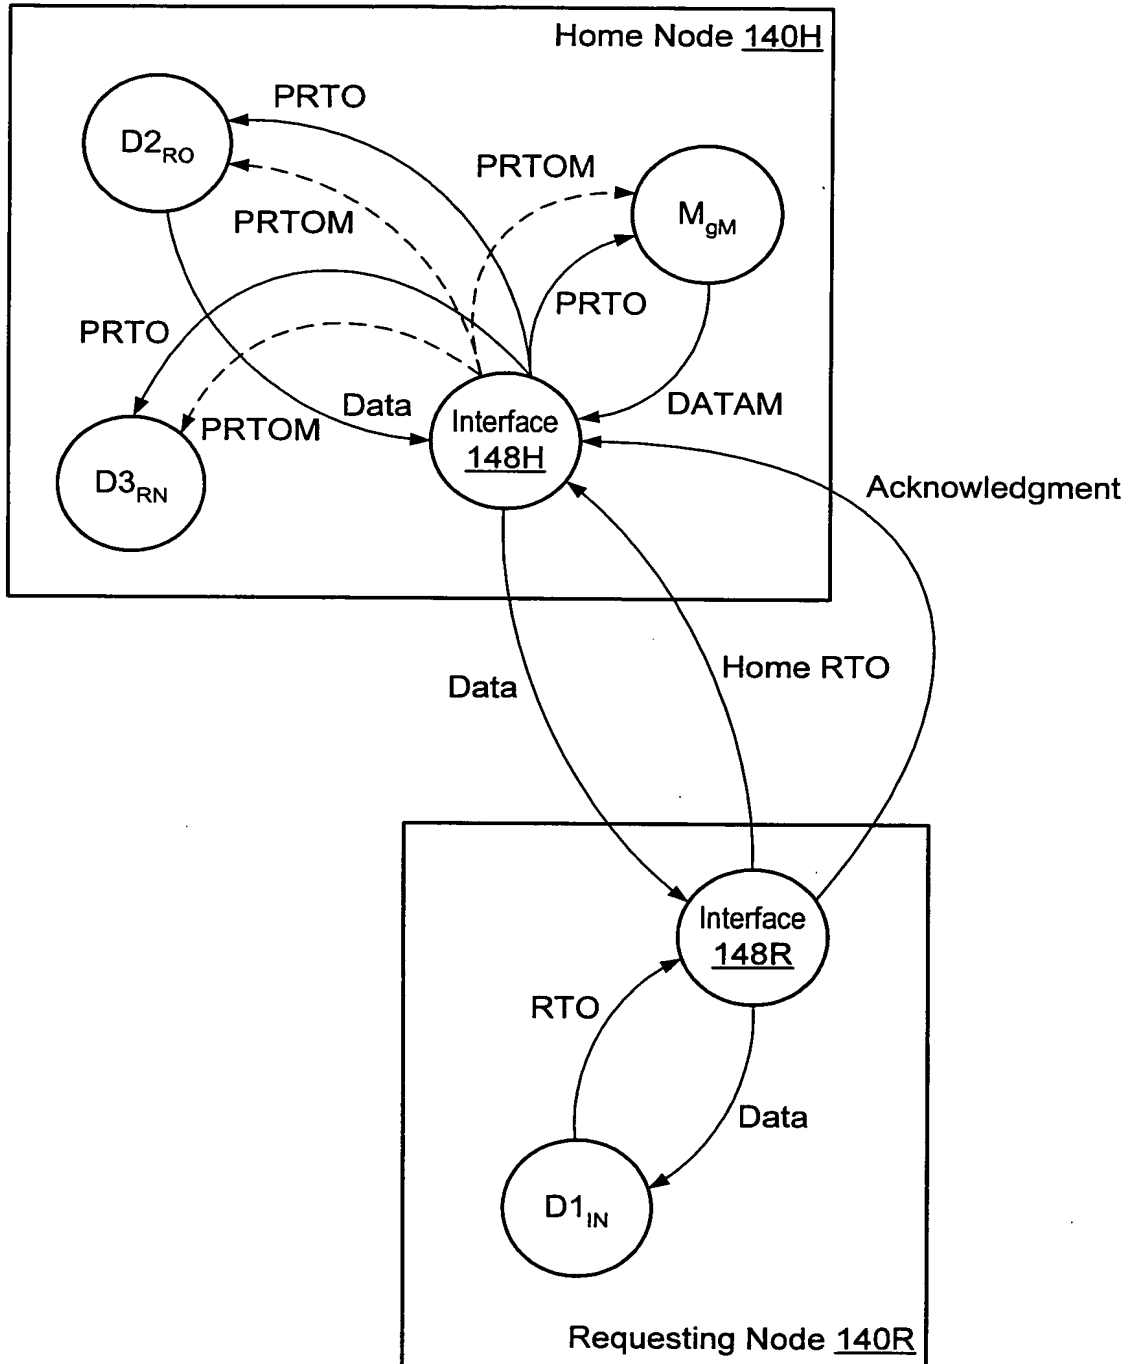 Home Node 140H
PRTO
D2RO
PRTOM
PRTOM
MgM
PRTO
PRTO
DATAM
Data
Interface
148H
PRTOM
D3RN
Acknowledgment
Home RTO
Data
Interface
148R
RTO
Data
D1IN
Requesting Node 140R